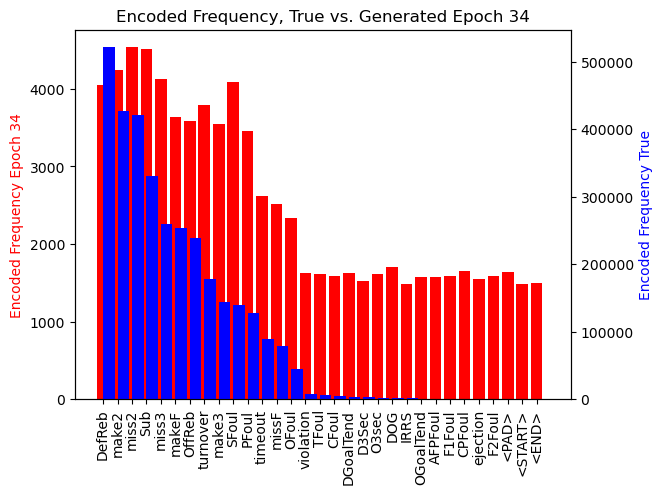 Encoded Frequency, True vs. Generated Epoch 34
Encoded Frequency Epoch 34
4000
3000
2000
1000
0
500000
400000
300000
200000
100000
0
Encoded Frequency True
DefReb
make2
miss2
Sub
miss3
makeF
OffReb
turnover
make3
SFoul
PFoul
timeout
missF
OFoul
violation
TFoul
CFoul
DGoalTend
D3Sec
O3sec
DOG
IRRS
OGoalTend
AFPFoul
F1Foul
CPFoul
ejection
F2Foul
<PAD>
<START>
<END>